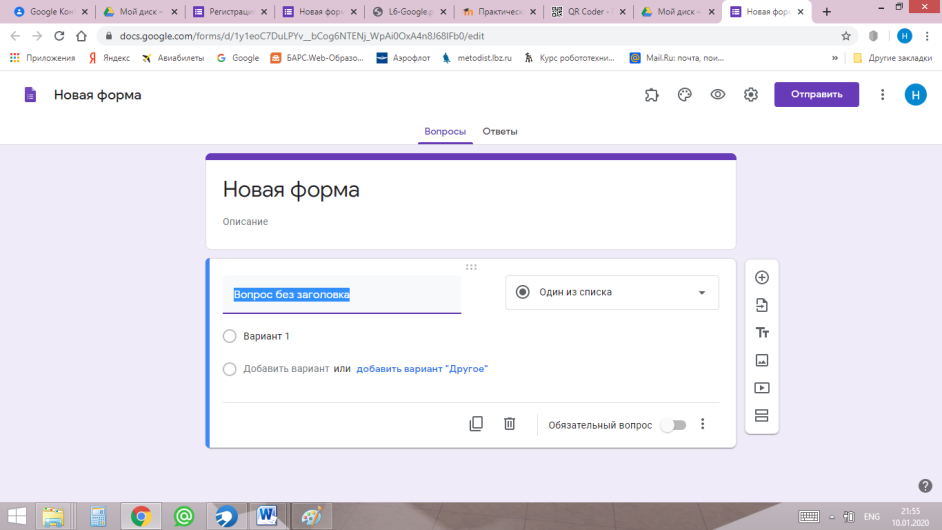 Google Кон
Мой диск –
Регистраци
Новая форм
L6-Google.p
Практическ
QR Coder -
Мой диск –
Новая форм
docs.google.com/forms/d/1y1eoC7DuLPYv__bCog6NTENj_WpAi0OxA4n8J68IFb0/edit
Н
Приложения
Яндекс
Авиабилеты
Google
БАРС.Web-Образо...
Аэрофлот
metodist.lbz.ru
Курс робототехни...
Mail.Ru: почта, пои...
»
Другие закладки
Новая форма
Отправить
Н
Вопросы Ответы
Новая форма
Описание
Вопрос без заголовка
Один из списка
Вариант 1
Добавить вариант или добавить вариант "Другое"
Тт
Обязательный вопрос
21:55
ENG
10.01.2020